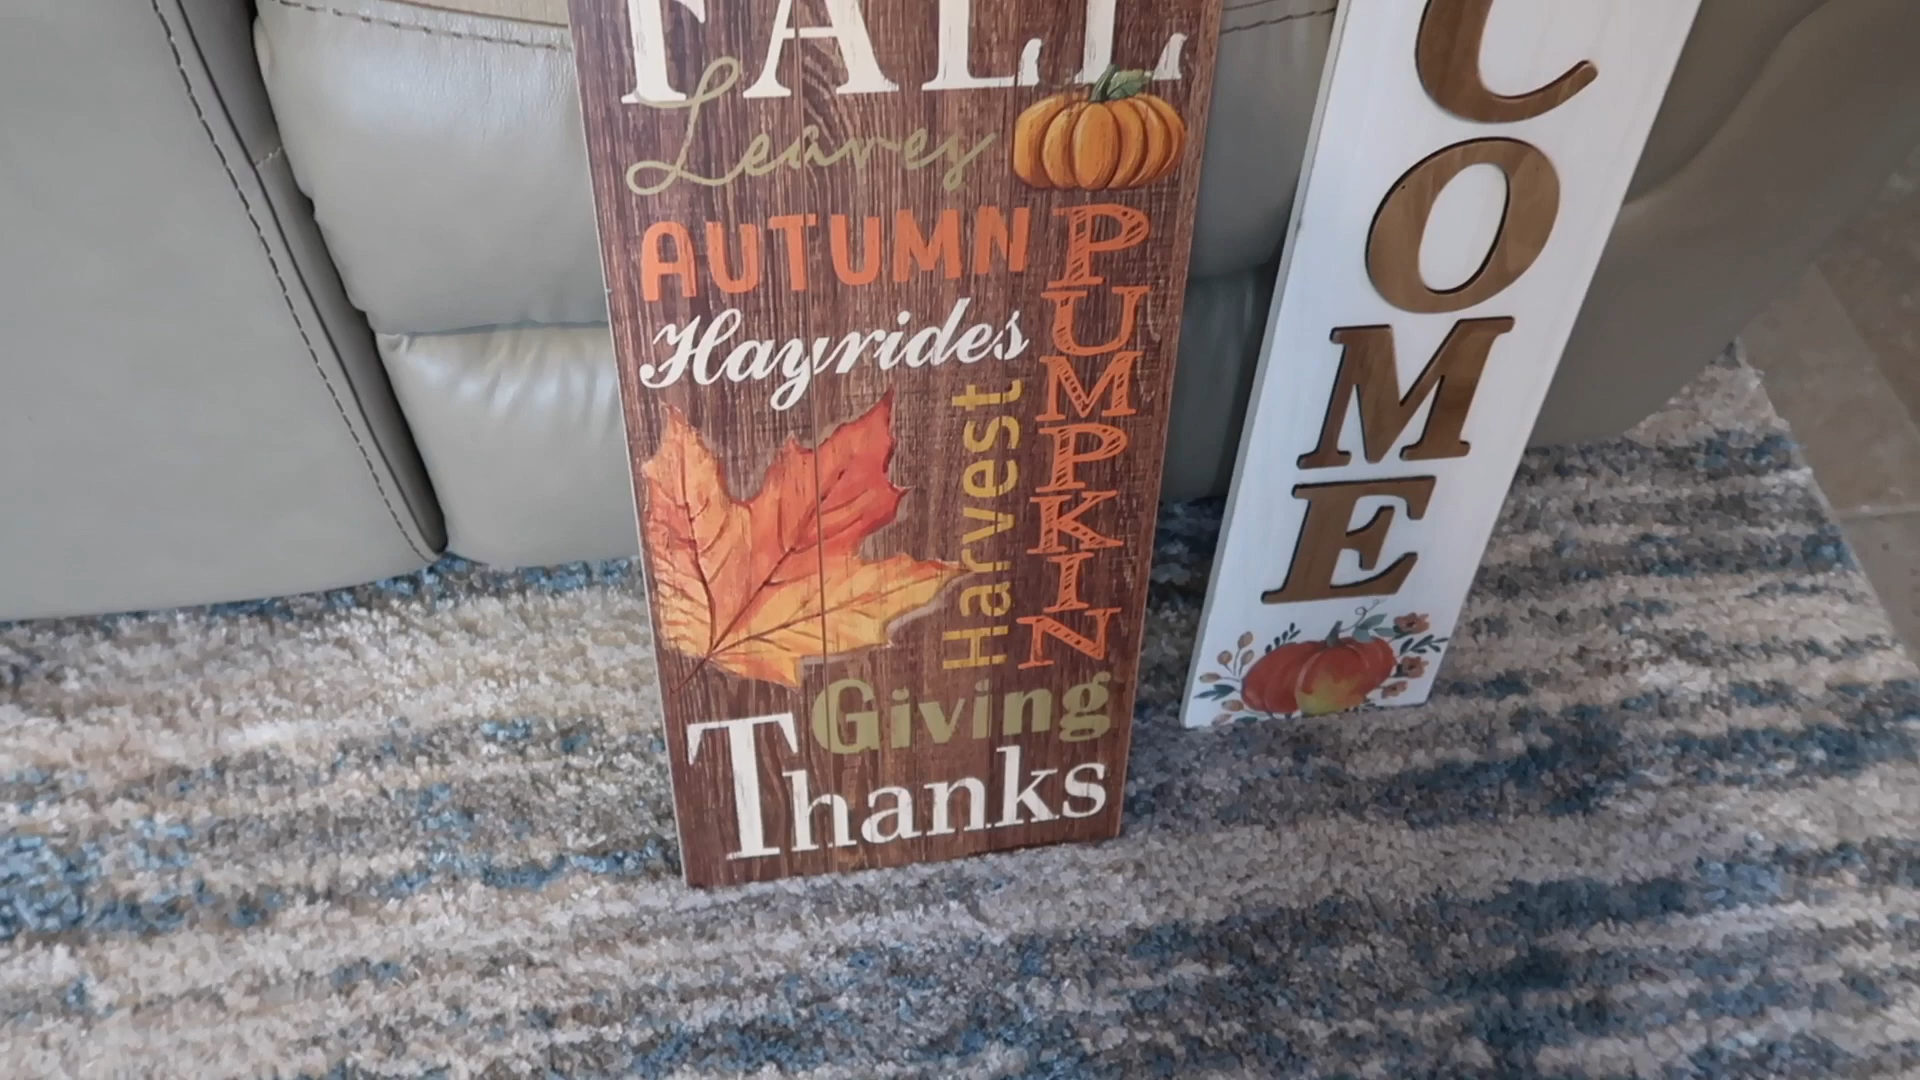 FALL
Leaves
AUTUMN
Hayrides
Harvest
PUMPKIN
Giving
Thanks
COME